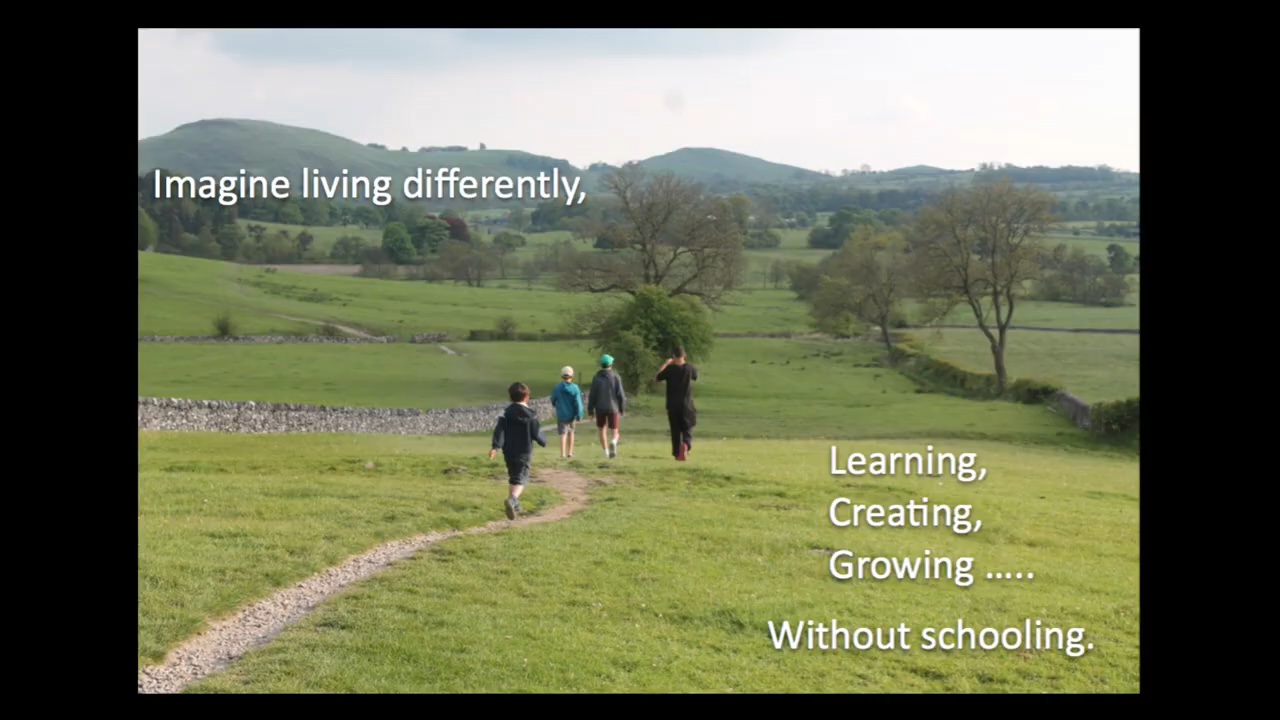 Imagine living differently,
Learning,
Creating,
Growing .....
Without schooling.